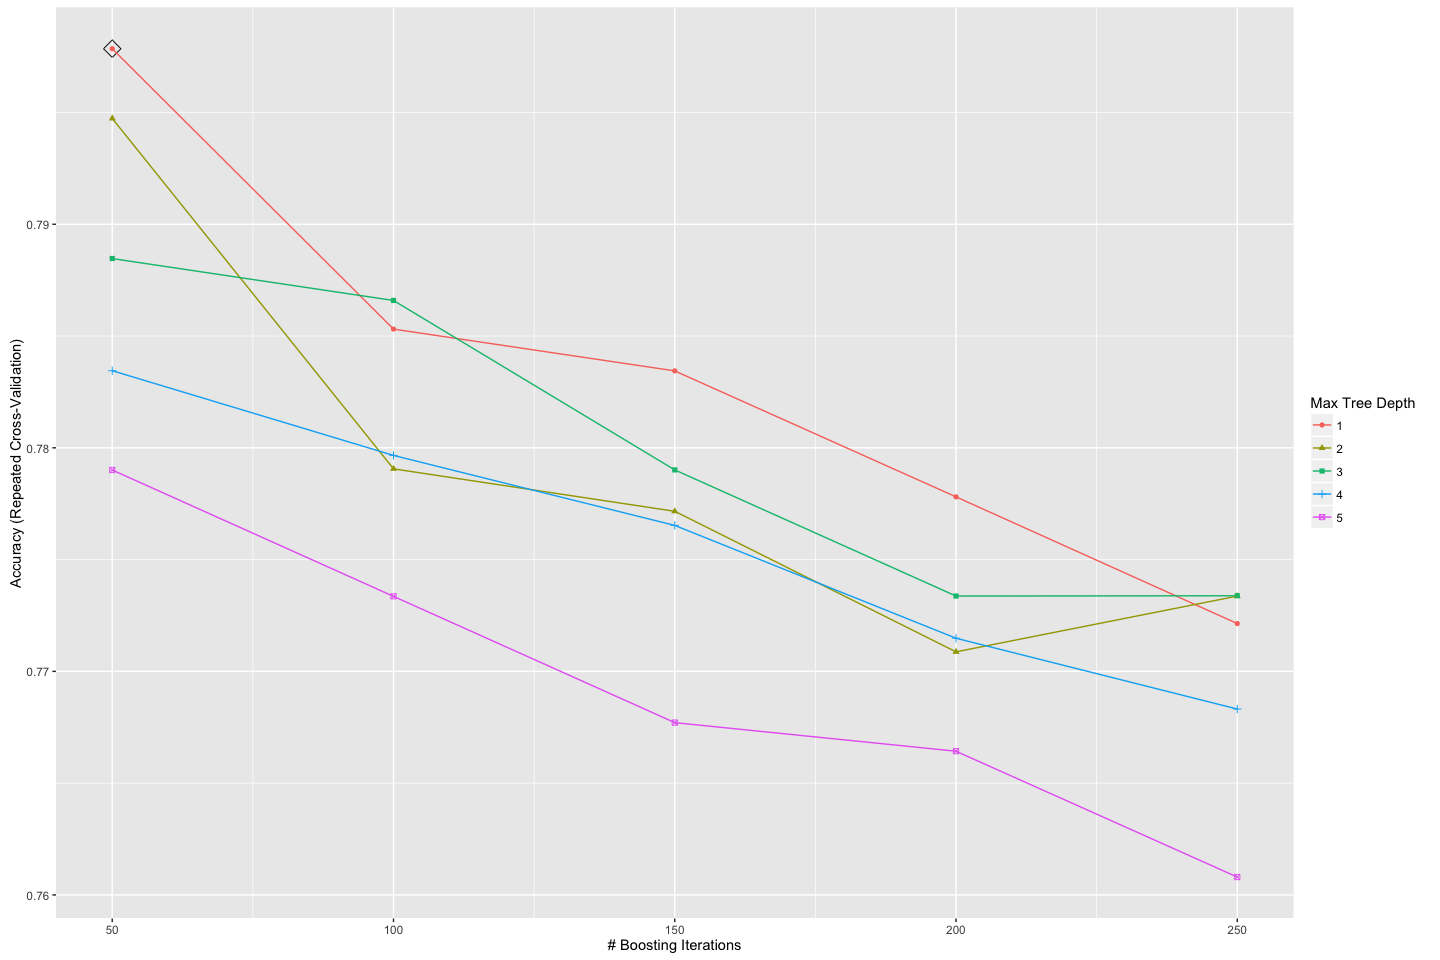 Accuracy (Repeated Cross-Validation)
0.79
0.78
0.77
0.76
50 100 150 200 250
# Boosting Iterations
Max Tree Depth
1
2
3
4
5